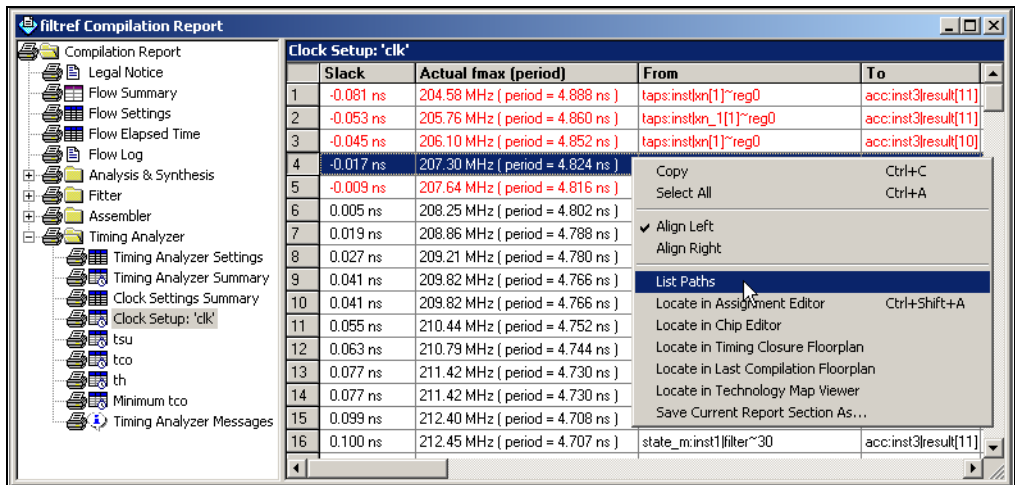 filtref Compilation Report
Compilation Report
Legal Notice
Flow Summary
Flow Settings
Flow Elapsed Time
Flow Log
Analysis & Synthesis
Fitter
Assembler
Timing Analyzer
Timing Analyzer Settings
Timing Analyzer Summary
Clock Settings Summary
Clock Setup: 'clk'
tsu
tco
th
Minimum tco
Timing Analyzer Messages
Clock Setup: 'clk'
Slack Actual fmax (period) From To
1 -0.081 ns 204.58 MHz ( period = 4.888 ns ) taps:inst|xn[1]~reg0 acc:inst3|result[11]
2 -0.053 ns 205.76 MHz ( period = 4.860 ns ) taps:inst|xn_1[1]~reg0 acc:inst3|result[11]
3 -0.045 ns 206.10 MHz ( period = 4.852 ns ) taps:inst|xn[1]~reg0 acc:inst3|result[10]
4 -0.017 ns 207.30 MHz ( period = 4.824 ns )
5 -0.009 ns 207.64 MHz ( period = 4.816 ns )
6 0.005 ns 208.25 MHz ( period = 4.802 ns )
7 0.019 ns 208.86 MHz ( period = 4.788 ns )
8 0.027 ns 209.21 MHz ( period = 4.780 ns )
9 0.041 ns 209.82 MHz ( period = 4.766 ns )
10 0.041 ns 209.82 MHz ( period = 4.766 ns )
11 0.055 ns 210.44 MHz ( period = 4.752 ns )
12 0.063 ns 210.79 MHz ( period = 4.744 ns )
13 0.077 ns 211.42 MHz ( period = 4.730 ns )
14 0.077 ns 211.42 MHz ( period = 4.730 ns )
15 0.099 ns 212.40 MHz ( period = 4.708 ns )
16 0.100 ns 212.45 MHz ( period = 4.707 ns ) state_m:inst1|filter~30 acc:inst3|result[11]
Copy Ctrl+C
Select All Ctrl+A
Align Left
Align Right
List Paths
Locate in Assignment Editor Ctrl+Shift+A
Locate in Chip Editor
Locate in Timing Closure Floorplan
Locate in Last Compilation Floorplan
Locate in Technology Map Viewer
Save Current Report Section As...